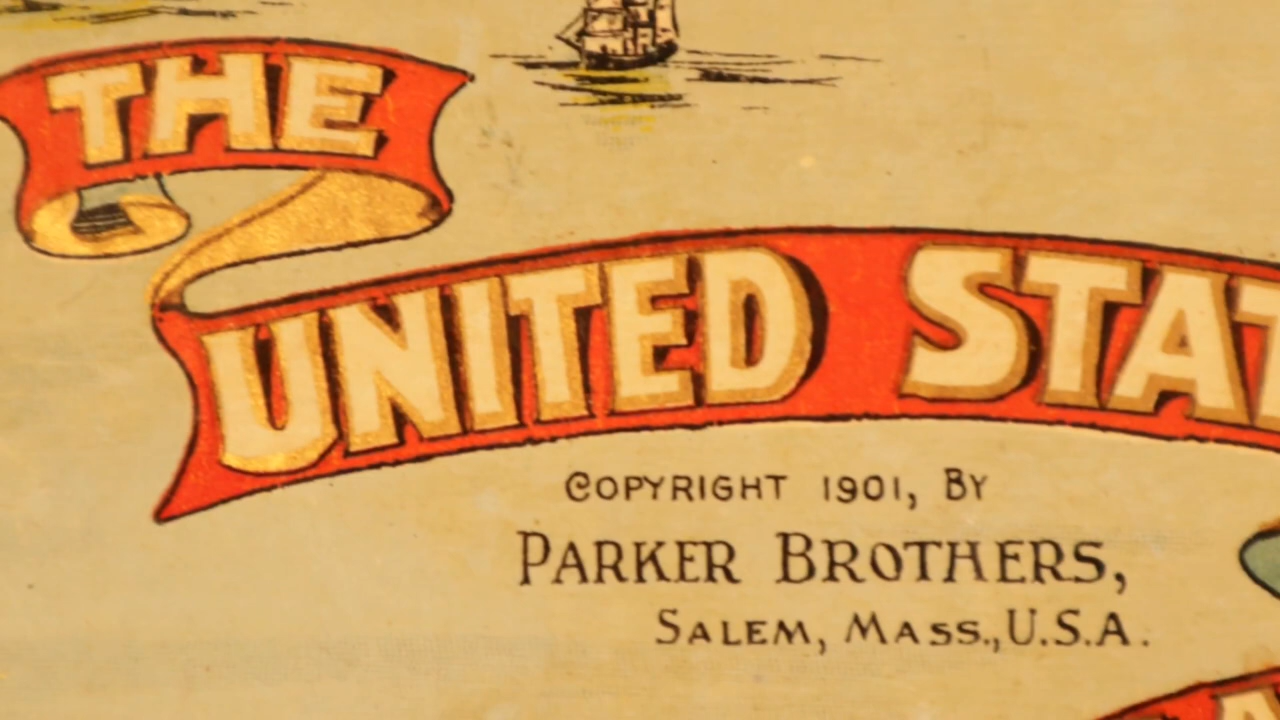 THE
UNITED STAT
COPYRIGHT 1901, BY
PARKER BROTHERS,
SALEM, MASS., U.S.A.